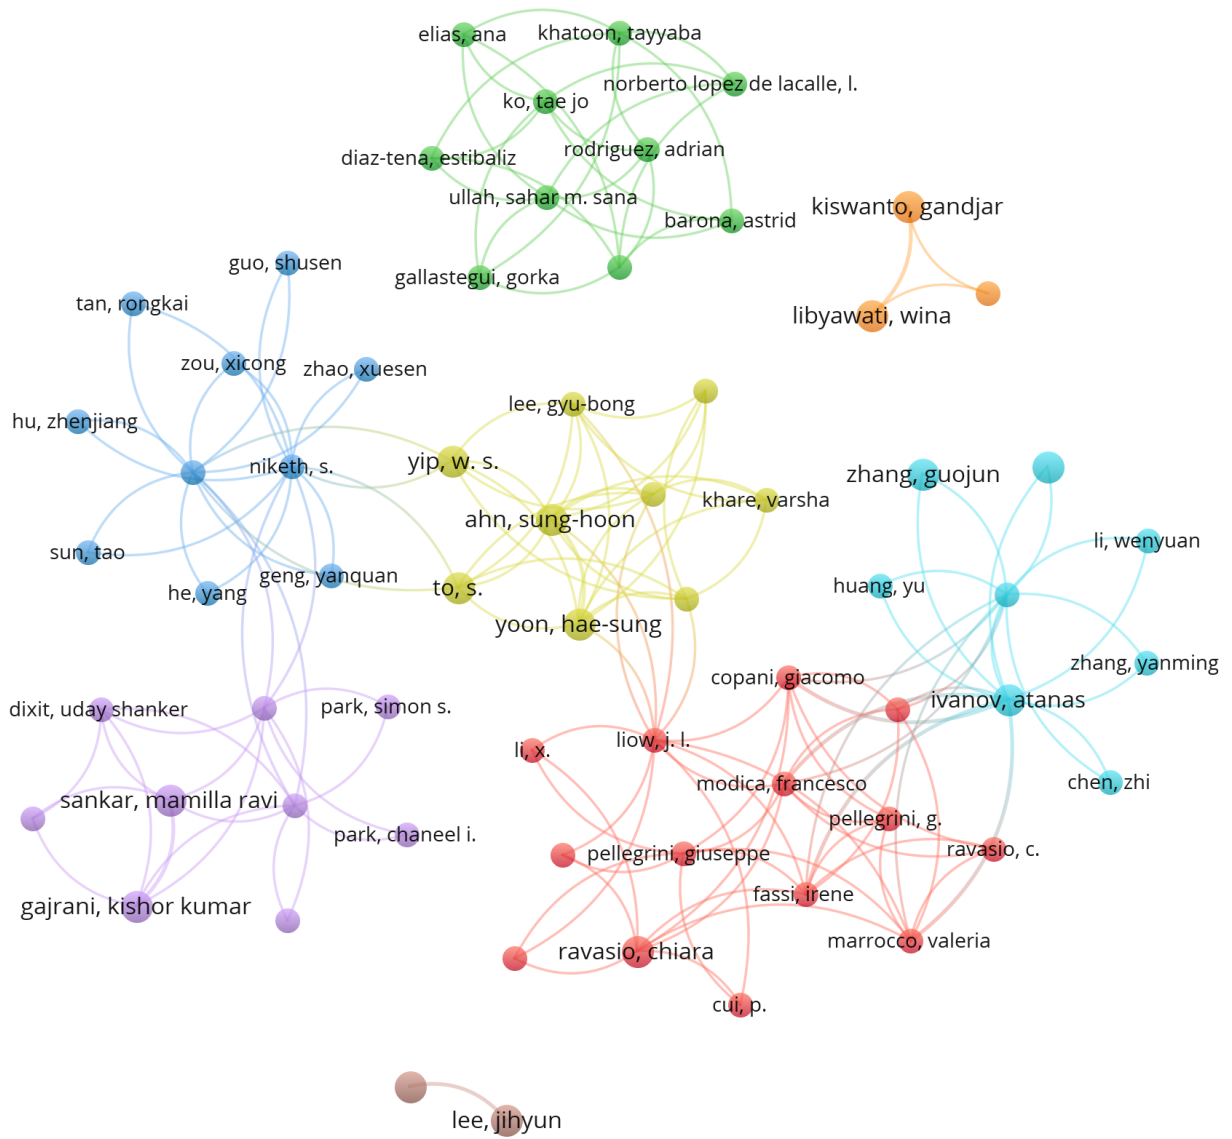 elias, ana
khatoon, tayyaba
norberto lopez de lacalle, l.
ko, tae jo
rodriguez, adrian
diaz-tena, estibaliz
ullah, sahar m. sana
barona, astrid
gallastegui, gorka
kiswanto, gandjar
libyawati, wina
guo, shusen
tan, rongkai
zou, xicong
zhao, xuesen
hu, zhenjiang
niketh, s.
sun, tao
he, yang
geng, yanquan
lee, gyu-bong
yip, w. s.
khare, varsha
ahn, sung-hoon
to, s.
yoon, hae-sung
zhang, guojun
li, wenyuan
huang, yu
zhang, yanming
ivanov, atanas
chen, zhi
copani, giacomo
liow, j. l.
li, x.
modica, francesco
pellegrini, g.
ravasio, c.
pellegrini, giuseppe
fassi, irene
marrocco, valeria
ravasio, chiara
cui, p.
dixit, uday shanker
park, simon s.
sankar, mamilla ravi
park, chaneel i.
gajrani, kishor kumar
lee, jihyun